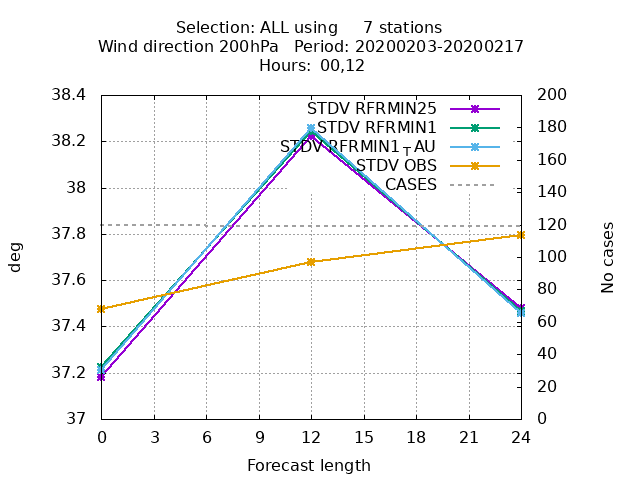 Selection: ALL using     7 stations
Wind direction 200hPa   Period: 20200203-20200217
Hours: 00,12
38.4
38.2
38
37.8
37.6
37.4
37.2
37
200
180
160
140
120
100
80
60
40
20
0
STDV RFRMIN25
STDV RFRMIN1
STDV RFRMIN1_TAU
STDV OBS
CASES
deg
No cases
0 3 6 9 12 15 18 21 24
Forecast length